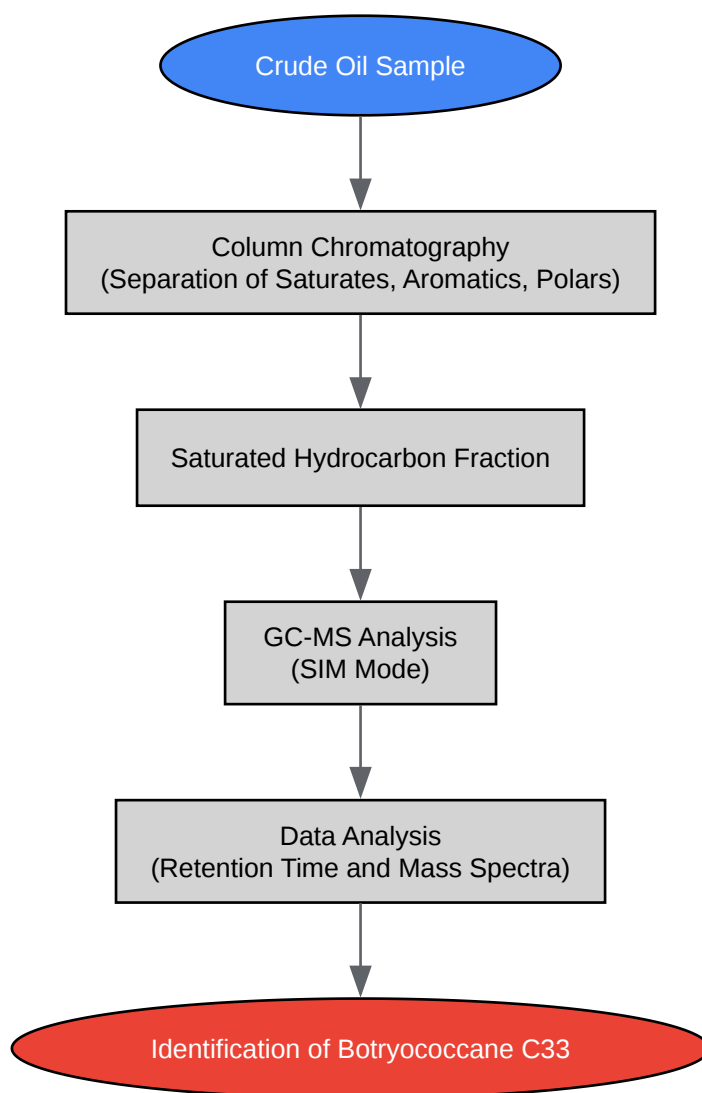 Crude Oil Sample
Column Chromatography
(Separation of Saturates, Aromatics, Polars)
Saturated Hydrocarbon Fraction
GC-MS Analysis
(SIM Mode)
Data Analysis
(Retention Time and Mass Spectra)
Identification of Botryococcane C33